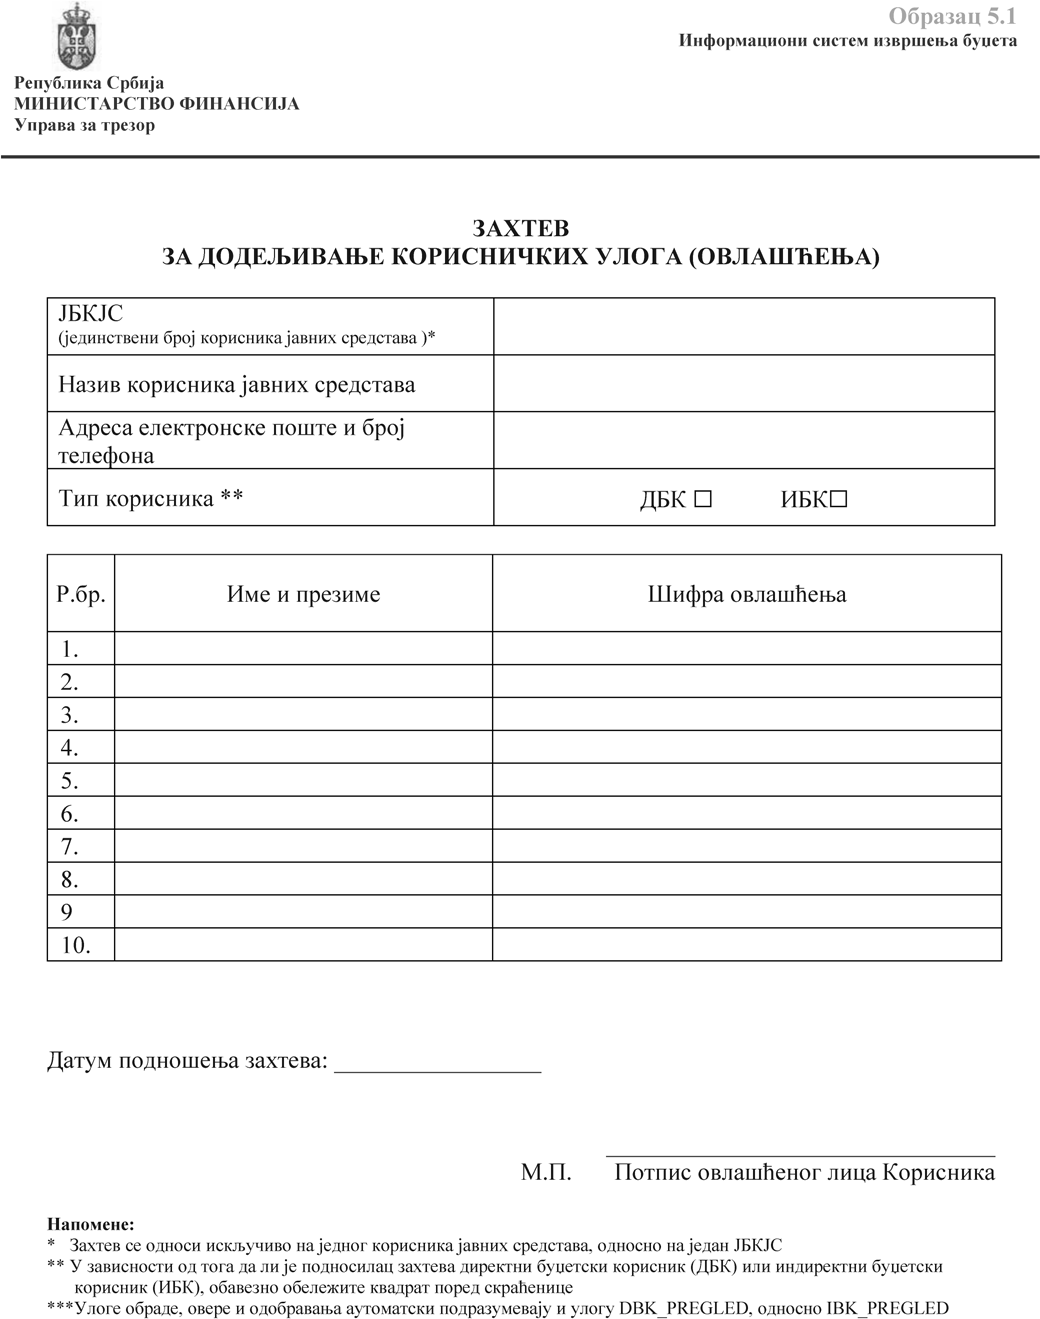 Образац 5.1
Информациони систем извршења буџета
Република Србија
МИНИСТАРСТВО ФИНАНСИЈА
Управа за трезор
ЗАХТЕВ
ЗА ДОДЕЉИВАЊЕ КОРИСНИЧКИХ УЛОГА (ОВЛАШЋЕЊА)
ЈБКЈС
(јединствени број корисника јавних средстава )*
Назив корисника јавних средстава
Адреса електронске поште и број
телефона
Тип корисника ** ДБК ☐ ИБК☐
Р.бр. Име и презиме Шифра овлашћења
1.
2.
3.
4.
5.
6.
7.
8.
9
10.
Датум подношења захтева: ____________________
М.П. Потпис овлашћеног лица Корисника
Напомене:
* Захтев се односи искључиво на једног корисника јавних средстава, односно на један ЈБКЈС
** У зависности од тога да ли је подносилац захтева директни буџетски корисник (ДБК) или индиректни буџетски
корисник (ИБК), обавезно обележите квадрат поред скраћенице
***Улоге обраде, овере и одобравања аутоматски подразумевају и улогу DBK_PREGLED, односно IBK_PREGLED